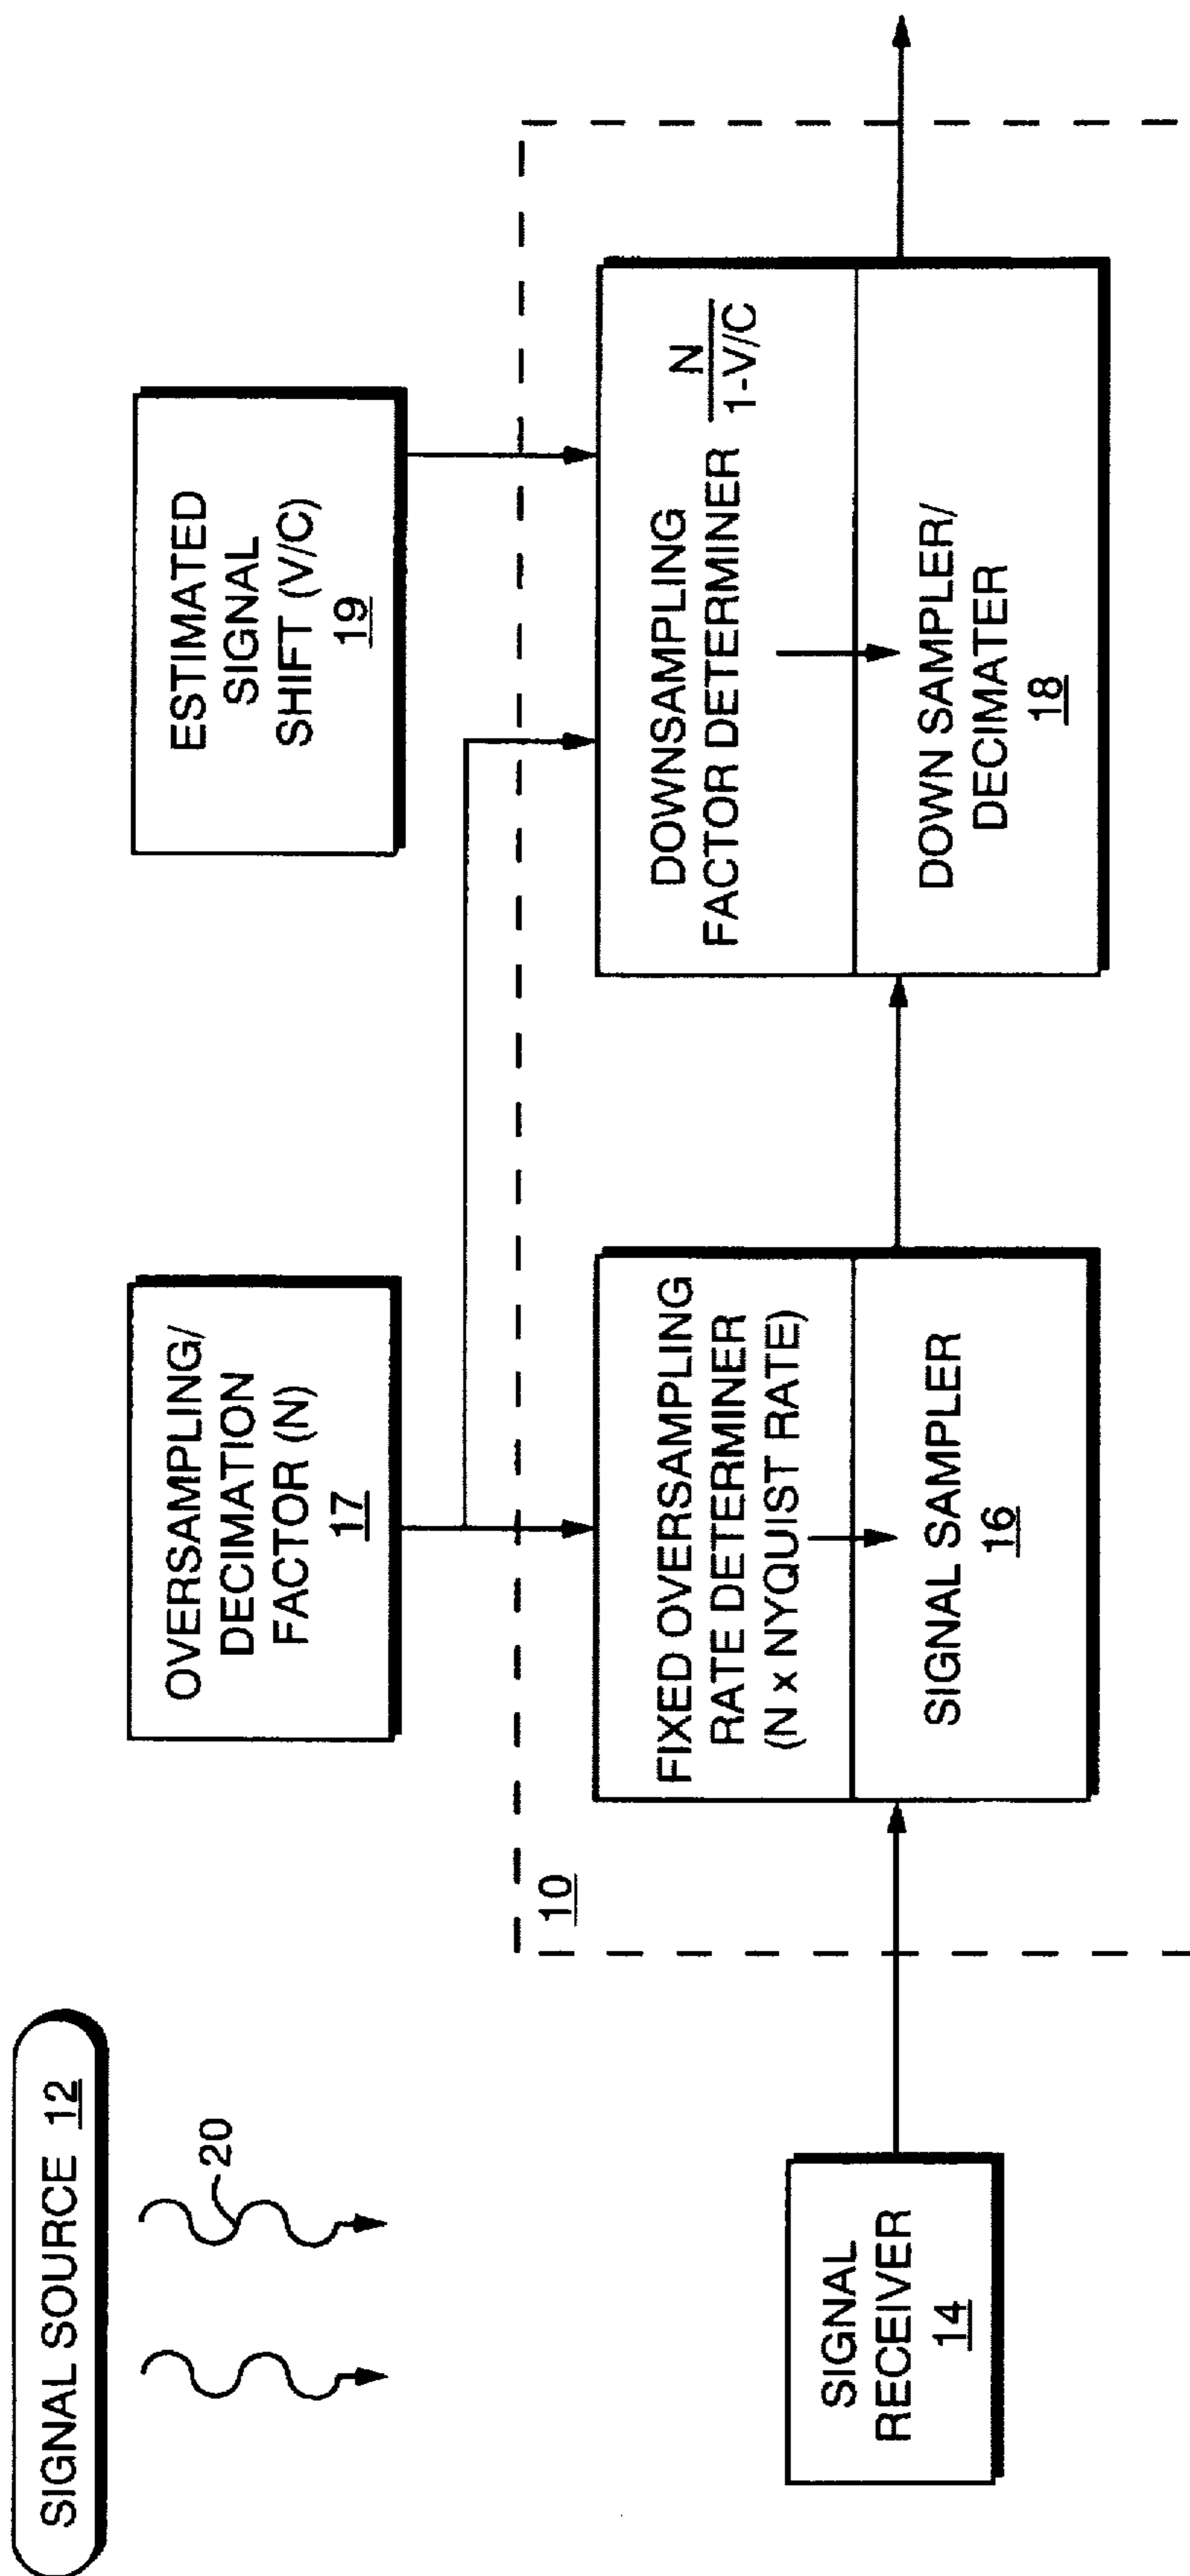 SIGNAL SOURCE 12
20
SIGNAL
RECEIVER
14
10
OVERSAMPLING/
DECIMATION
FACTOR (N)
17
FIXED OVERSAMPLING
RATE DETERMINER
(N x NYQUIST RATE)
SIGNAL SAMPLER
16
ESTIMATED
SIGNAL
SHIFT (V/C)
19
DOWNSAMPLING
FACTOR DETERMINER
N
1-V/C
DOWN SAMPLER/
DECIMATER
18